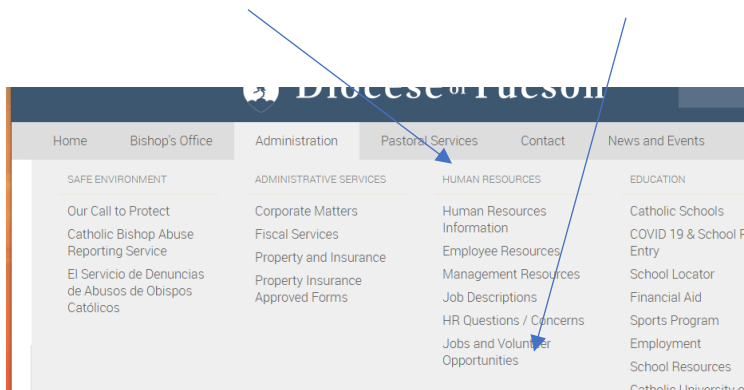 Diocese of Tucson
Home Bishop's Office Administration Pastoral Services Contact News and Events
SAFE ENVIRONMENT
Our Call to Protect
Catholic Bishop Abuse
Reporting Service
El Servicio de Denuncias
de Abusos de Obispos
Católicos
ADMINISTRATIVE SERVICES
Corporate Matters
Fiscal Services
Property and Insurance
Property Insurance
Approved Forms
HUMAN RESOURCES
Human Resources
Information
Employee Resources
Management Resources
Job Descriptions
HR Questions / Concerns
Jobs and Volunteer
Opportunities
EDUCATION
Catholic Schools
COVID 19 & School
Entry
School Locator
Financial Aid
Sports Program
Employment
School Resources
Catholic University